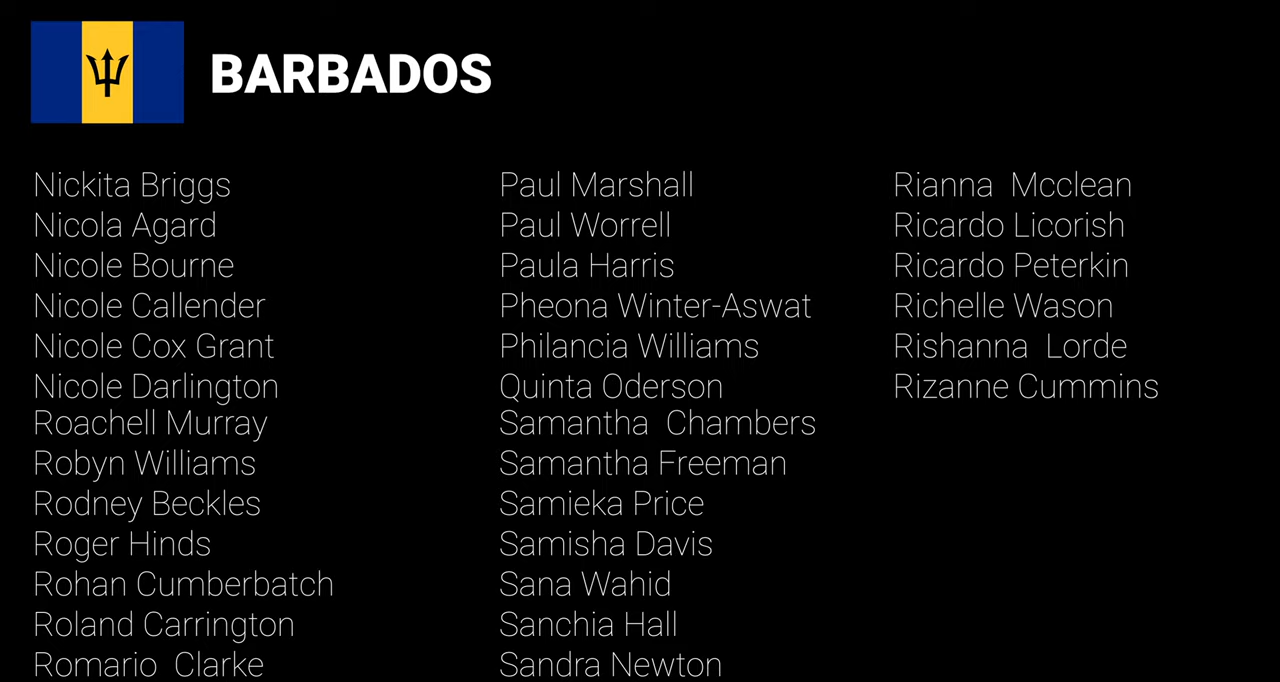 BARBADOS
Nickita Briggs
Nicola Agard
Nicole Bourne
Nicole Callender
Nicole Cox Grant
Nicole Darlington
Roachell Murray
Robyn Williams
Rodney Beckles
Roger Hinds
Rohan Cumberbatch
Roland Carrington
Romario  Clarke
Paul Marshall
Paul Worrell
Paula Harris
Pheona Winter-Aswat
Philancia Williams
Quinta Oderson
Samantha  Chambers
Samantha Freeman
Samieka Price
Samisha Davis
Sana Wahid
Sanchia Hall
Sandra Newton
Rianna  Mcclean
Ricardo Licorish
Ricardo Peterkin
Richelle Wason
Rishanna  Lorde
Rizanne Cummins